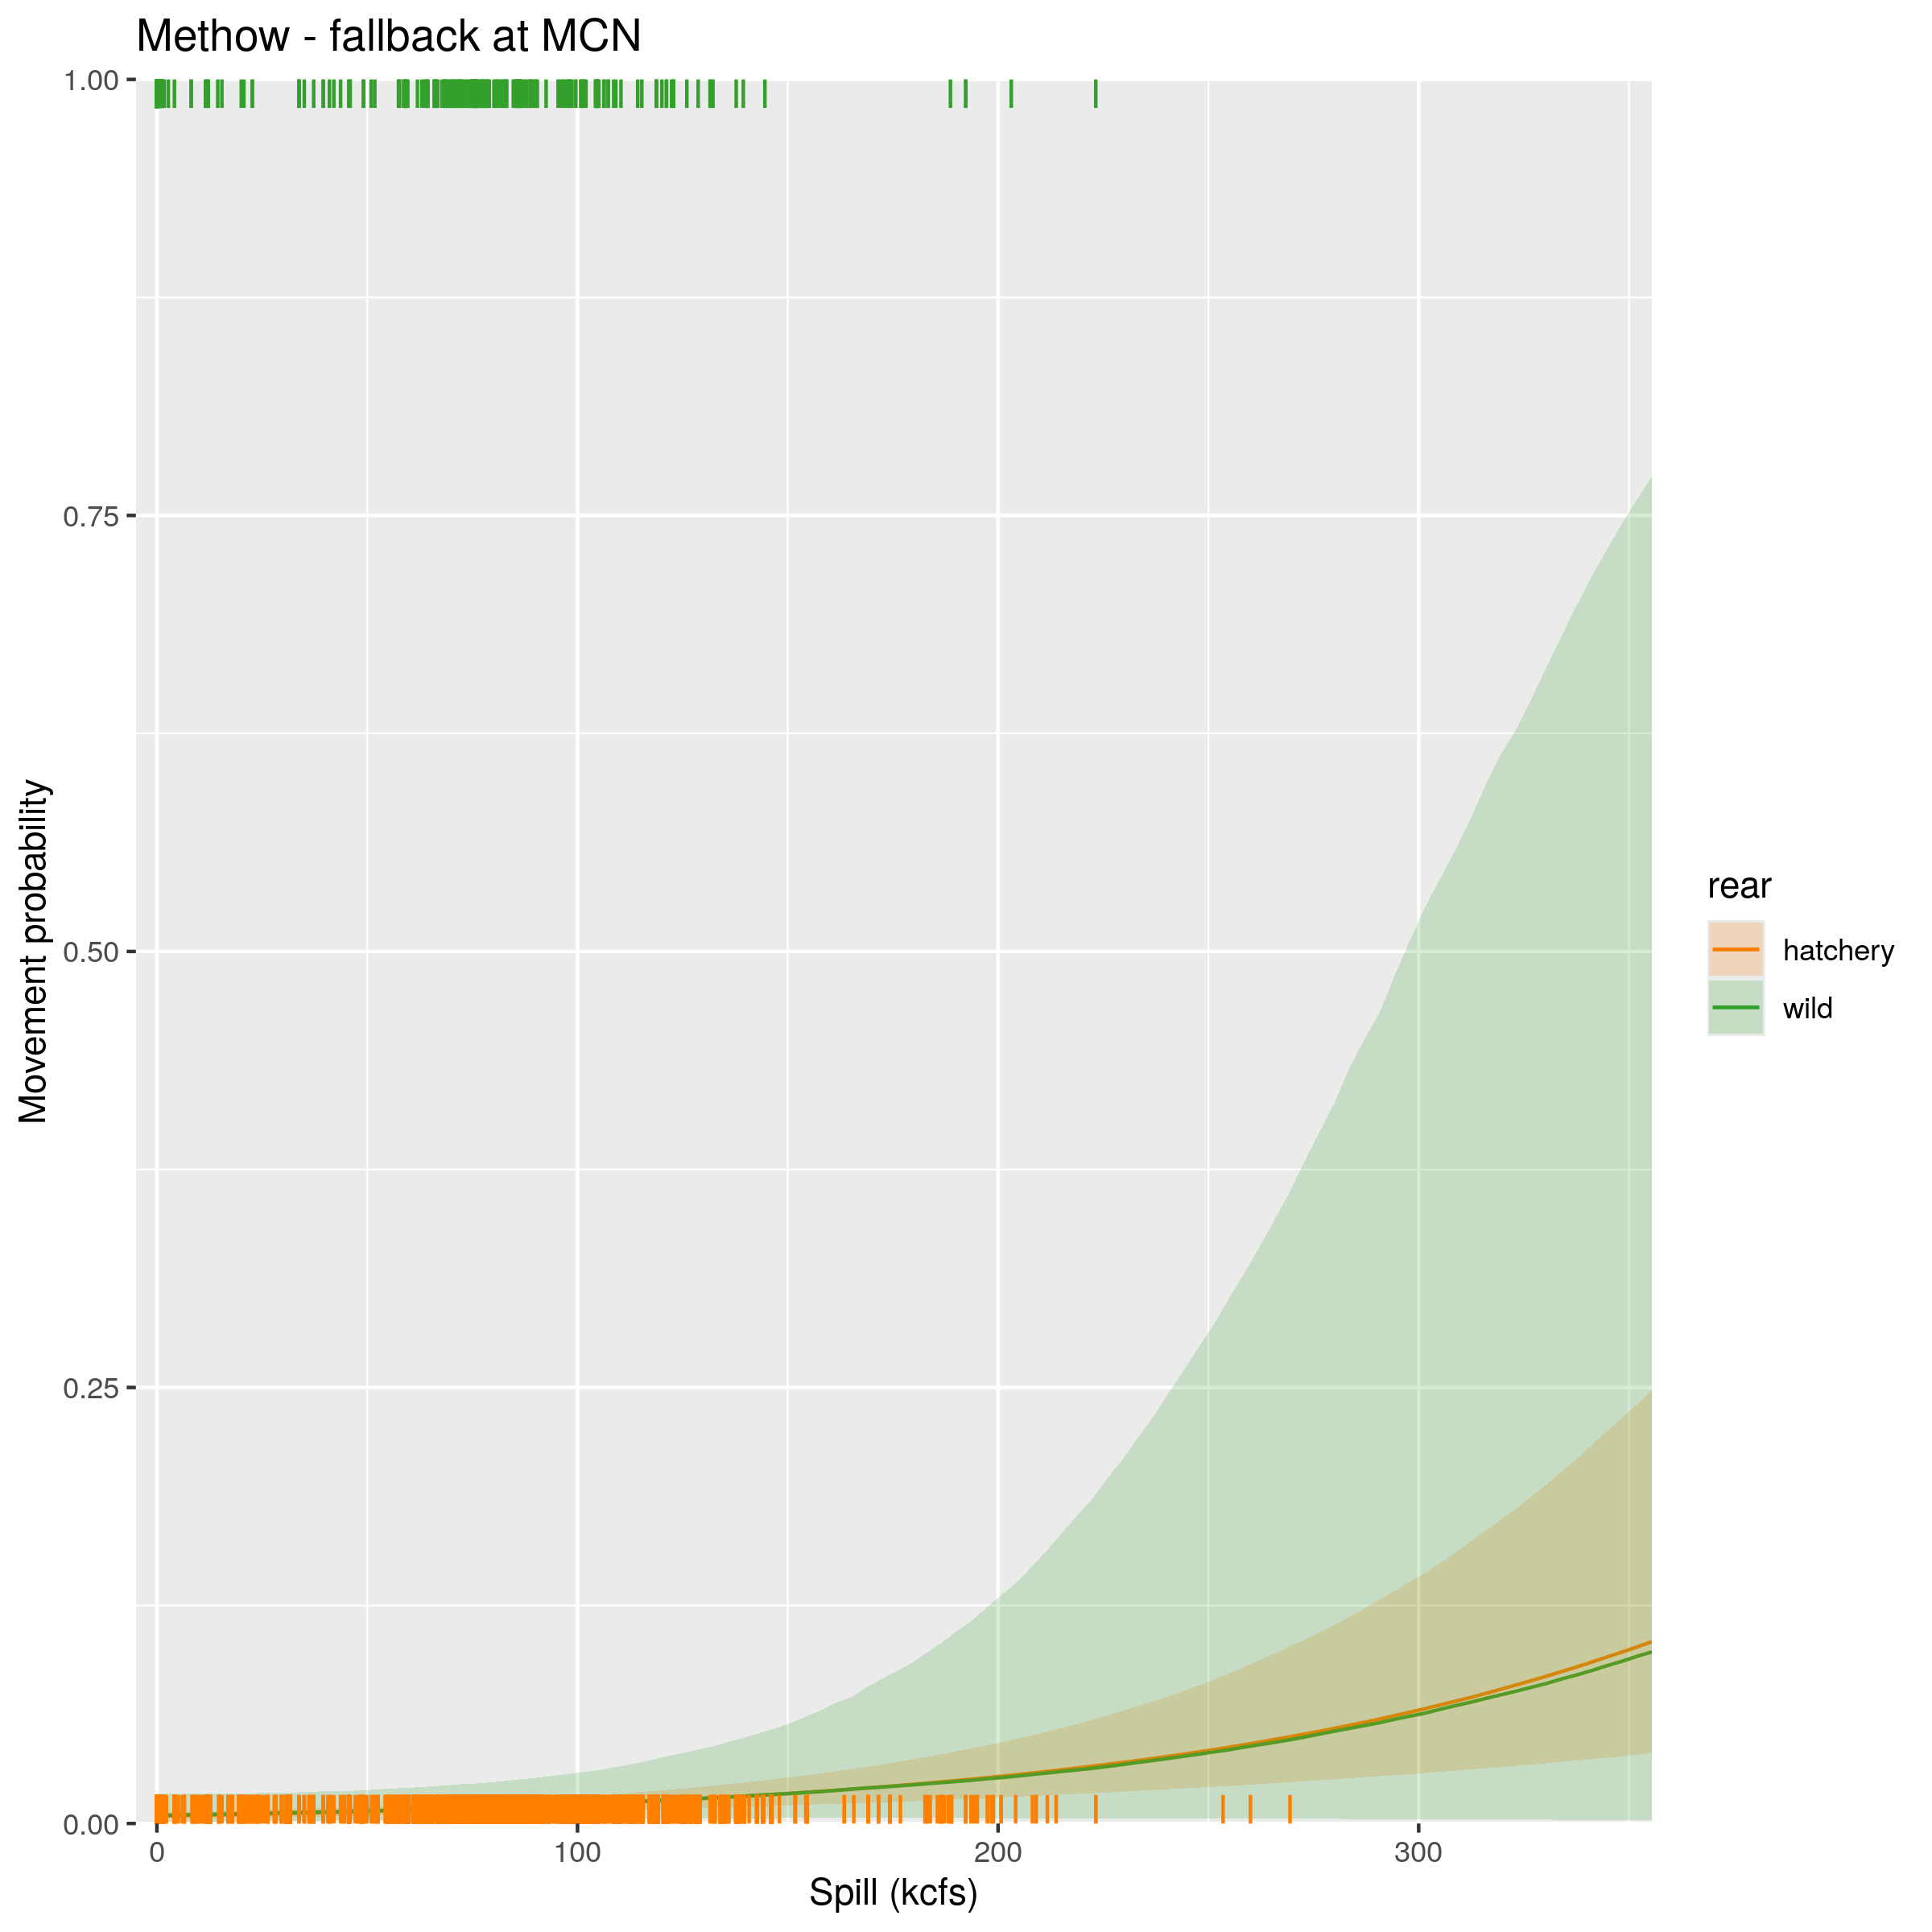 Methow - fallback at MCN
1.00
0.75
0.50
0.25
0.00
Movement probability
0
100
200
300
Spill (kcfs)
rear
hatchery
wild